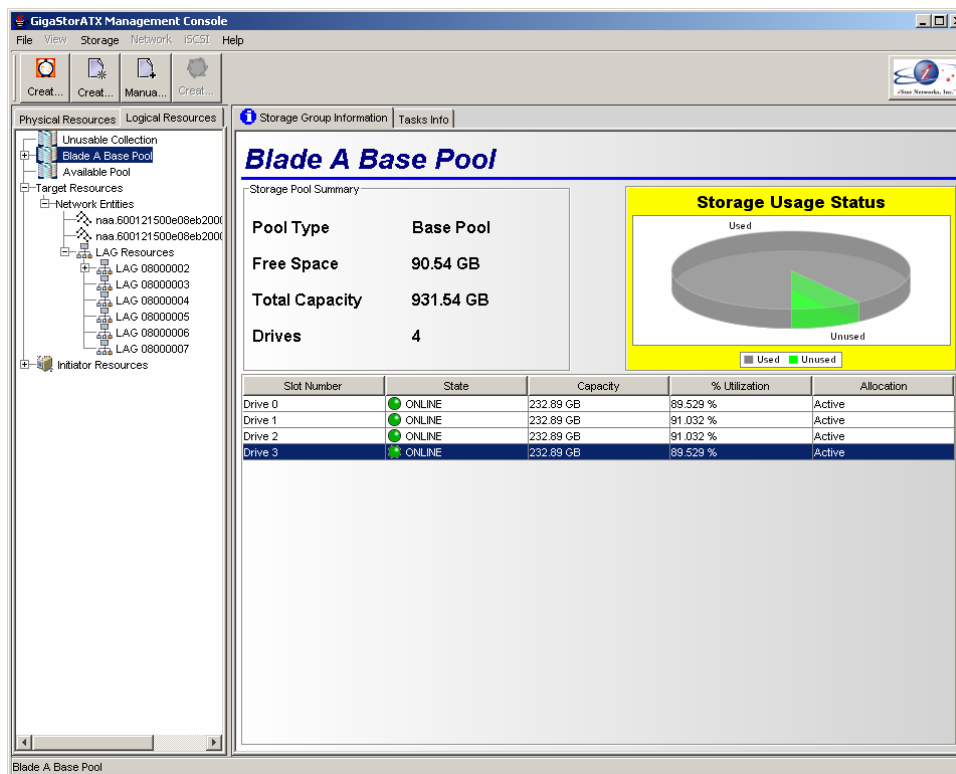 GigaStorATX Management Console
File View Storage Network iSCSI Help
Creat... Creat... Manua... Creat...
iStor Networks, Inc.
Physical Resources Logical Resources
Storage Group Information Tasks Info
Unusable Collection
Blade A Base Pool
Available Pool
Target Resources
Network Entities
naa.600121500e08eb200
naa.600121500e08eb200
LAG Resources
LAG 08000002
LAG 08000003
LAG 08000004
LAG 08000005
LAG 08000006
LAG 08000007
Initiator Resources
Blade A Base Pool
Storage Pool Summary
Pool Type Base Pool
Free Space 90.54 GB
Total Capacity 931.54 GB
Drives 4
Storage Usage Status
Used
Unused
Used Unused
Slot Number State Capacity % Utilization Allocation
Drive 0 ONLINE 232.89 GB 89.529 % Active
Drive 1 ONLINE 232.89 GB 91.032 % Active
Drive 2 ONLINE 232.89 GB 91.032 % Active
Drive 3 ONLINE 232.89 GB 89.529 % Active
Blade A Base Pool